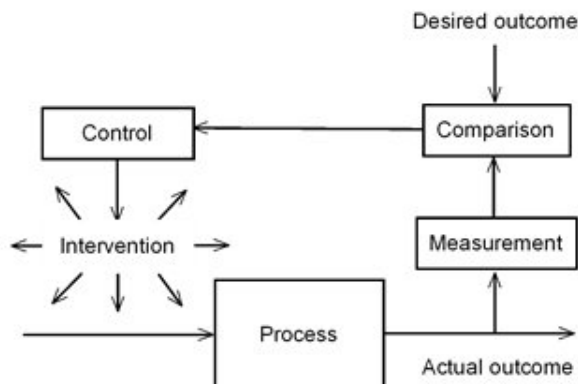 Desired outcome
Control
Comparison
Intervention
Measurement
Process
Actual outcome